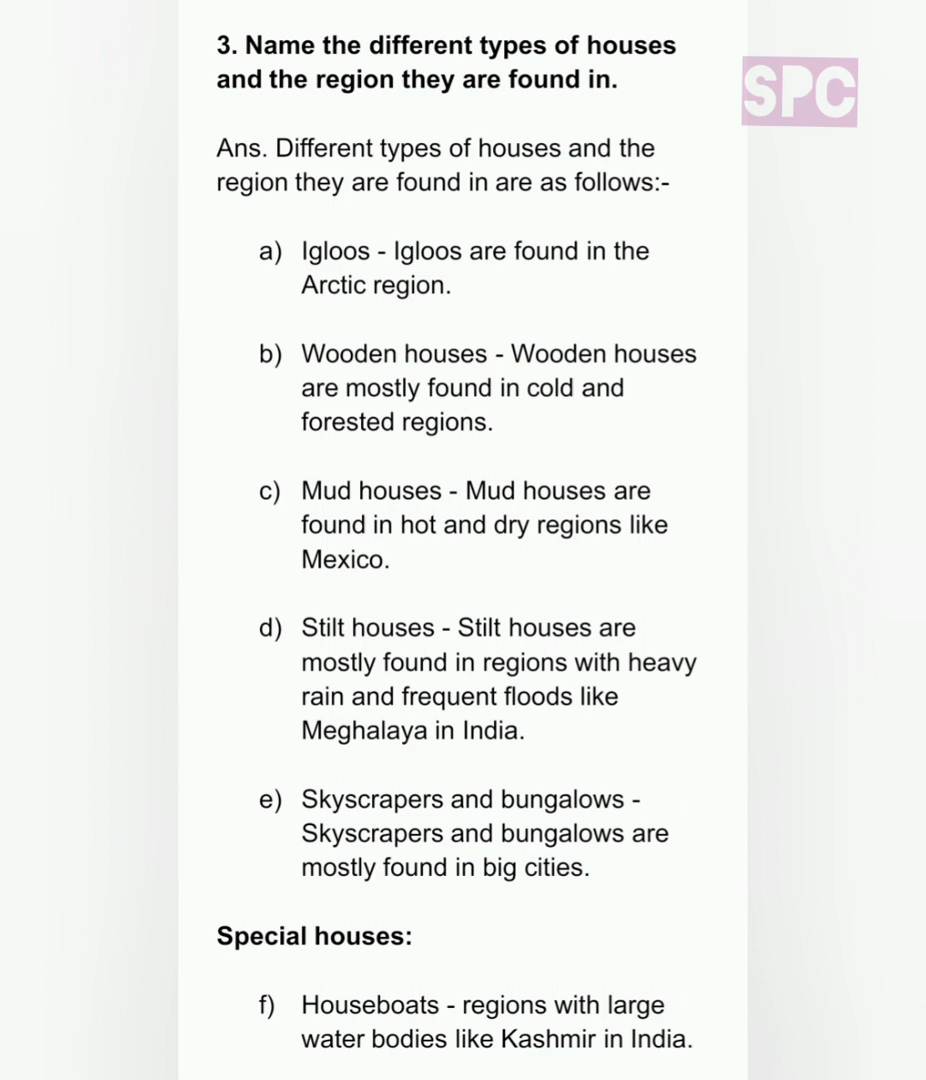 3. Name the different types of houses
and the region they are found in.
SPC
Ans. Different types of houses and the
region they are found in are as follows:-
a) Igloos - Igloos are found in the
Arctic region.
b) Wooden houses - Wooden houses
are mostly found in cold and
forested regions.
c) Mud houses - Mud houses are
found in hot and dry regions like
Mexico.
d) Stilt houses - Stilt houses are
mostly found in regions with heavy
rain and frequent floods like
Meghalaya in India.
e) Skyscrapers and bungalows -
Skyscrapers and bungalows are
mostly found in big cities.
Special houses:
f) Houseboats - regions with large
water bodies like Kashmir in India.